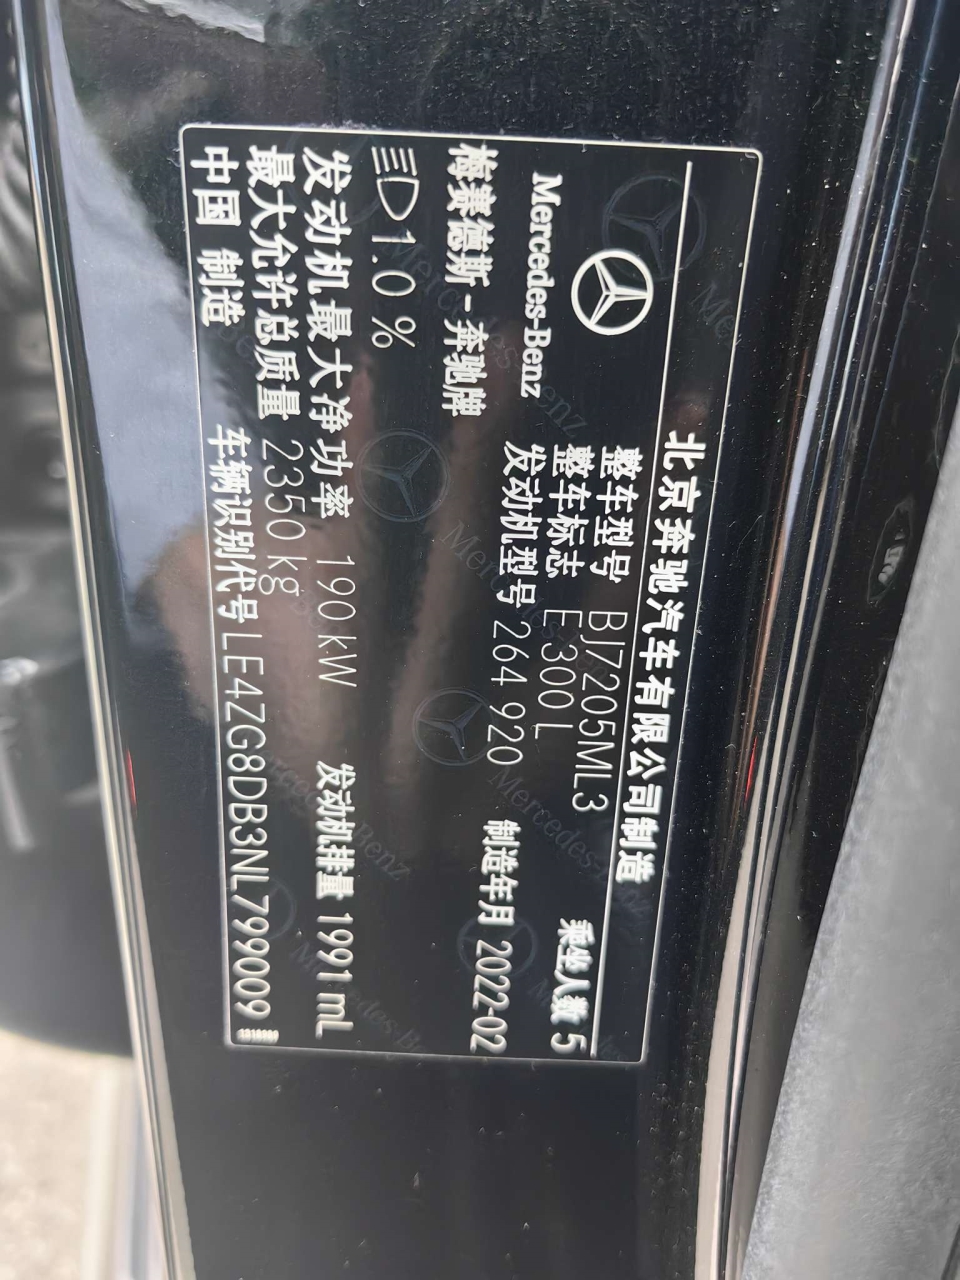 北京奔驰汽车有限公司制造
Mercedes-Benz
整车型号 BJ7205ML3
乘坐人数 5
整车标志 E 300 L
梅赛德斯-奔驰牌
发动机型号 264 920
制造年月 2022-02
1.0 %
发动机最大净功率 190 kW
发动机排量 1991 mL
最大允许总质量 2350 kg
中国 制造
车辆识别代号 LE4ZG8DB3NL799009